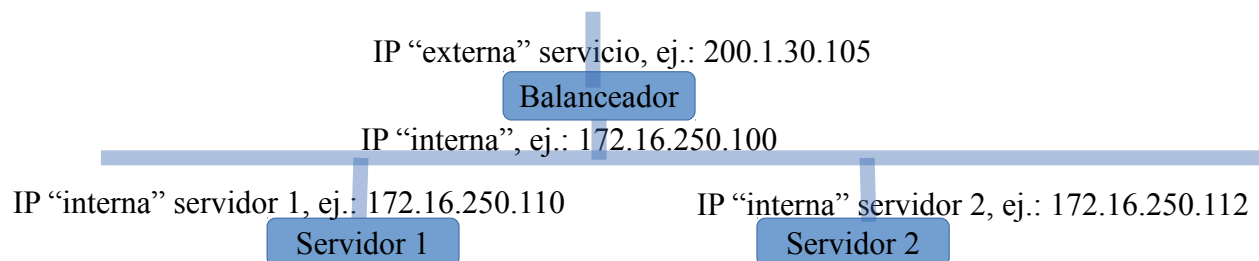 IP “externa” servicio, ej.: 200.1.30.105
Balanceador
IP “interna”, ej.: 172.16.250.100
IP “interna” servidor 1, ej.: 172.16.250.110
IP “interna” servidor 2, ej.: 172.16.250.112
Servidor 1
Servidor 2